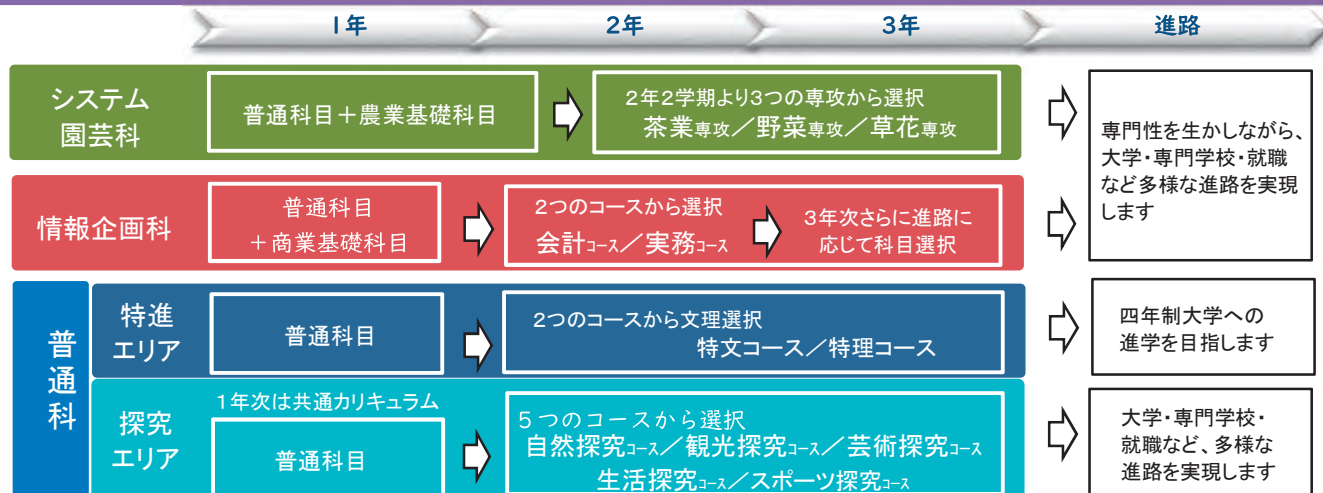 1年
2年
3年
進路
システム
園芸科
普通科目＋農業基礎科目
2年2学期より3つの専攻から選択
茶業専攻／野菜専攻／草花専攻
専門性を生かしながら、
大学・専門学校・就職
など多様な進路を実現
します
情報企画科
普通科目
＋商業基礎科目
2つのコースから選択
会計コース／実務コース
3年次さらに進路に
応じて科目選択
普通科
特進
エリア
普通科目
2つのコースから文理選択
特文コース／特理コース
四年制大学への
進学を目指します
探究
エリア
1年次は共通カリキュラム
普通科目
5つのコースから選択
自然探究コース／観光探究コース／芸術探究コース
生活探究コース／スポーツ探究コース
大学・専門学校・
就職など、多様な
進路を実現します